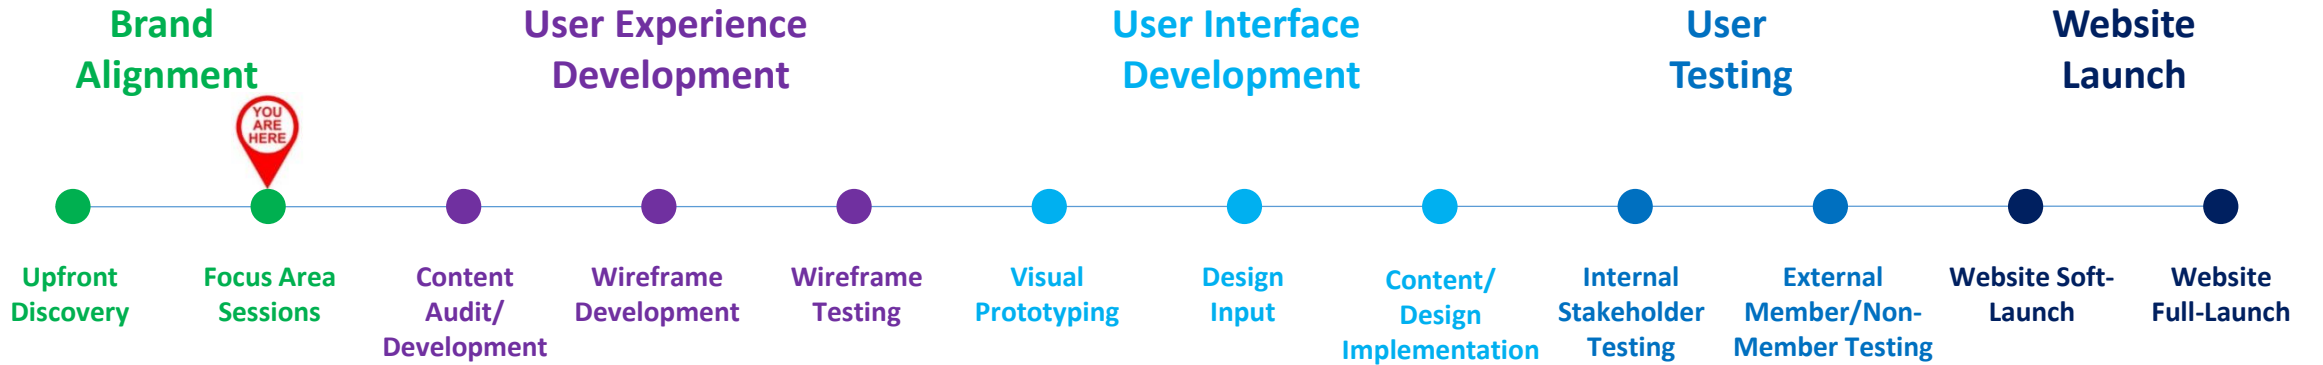 Brand
Alignment
User Experience
Development
User Interface
Development
User
Testing
Website
Launch
YOU
ARE
HERE
Upfront
Discovery
Focus Area
Sessions
Content
Audit/
Development
Wireframe
Development
Wireframe
Testing
Visual
Prototyping
Design
Input
Content/
Design
Implementation
Internal
Stakeholder
Testing
External
Member/Non-
Member Testing
Website Soft-
Launch
Website
Full-Launch